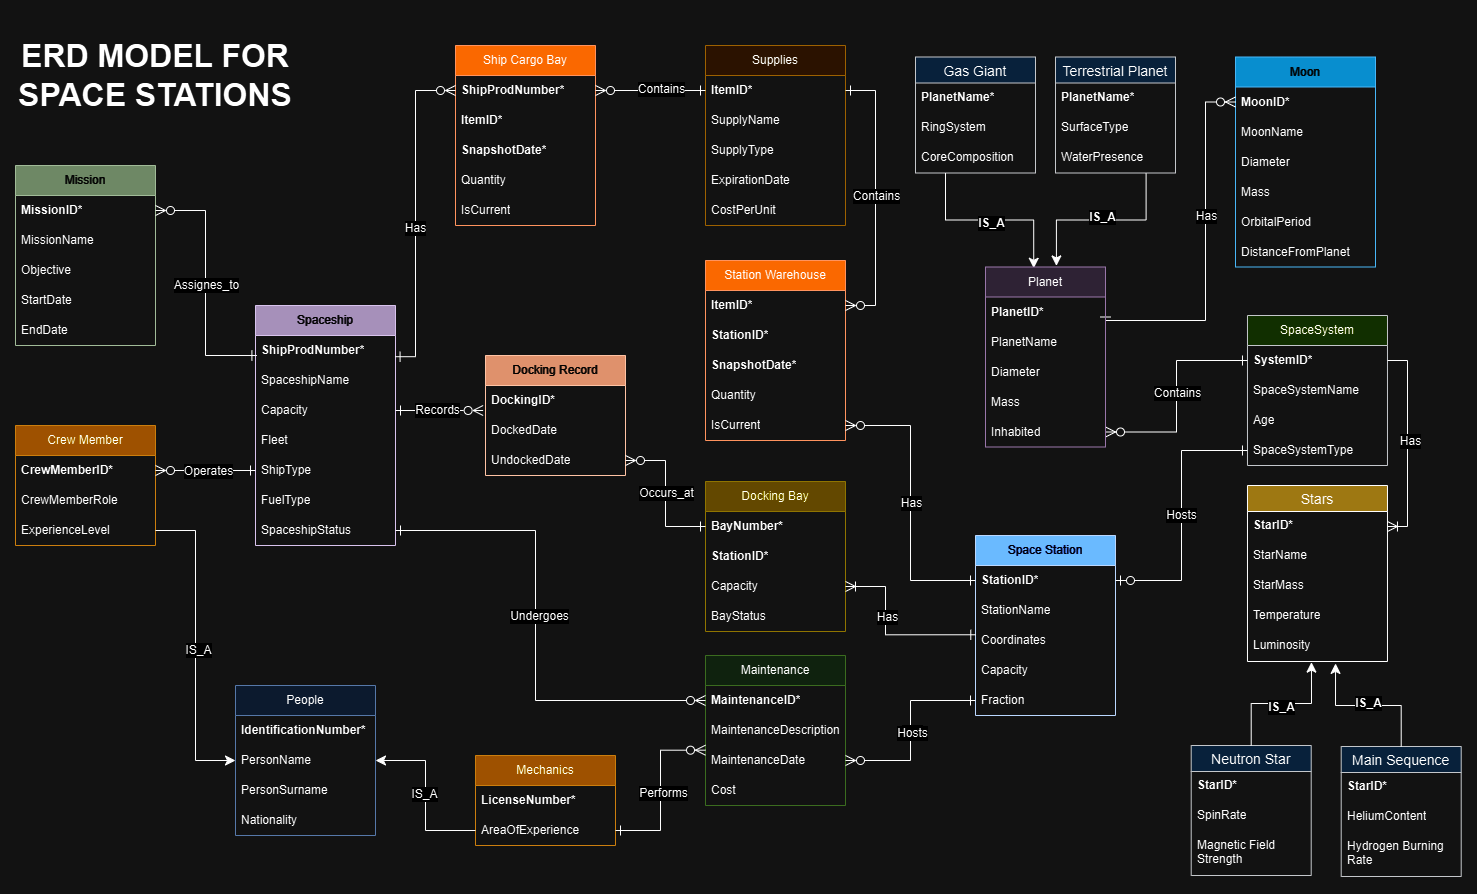 ERD MODEL FOR
SPACE STATIONS
Mission
MissionID*
MissionName
Objective
StartDate
EndDate
Assignes_to
Spaceship
ShipProdNumber*
SpaceshipName
Capacity
Fleet
ShipType
FuelType
SpaceshipStatus
Crew Member
CrewMemberID*
CrewMemberRole
ExperienceLevel
Operates
IS_A
People
IdentificationNumber*
PersonName
PersonSurname
Nationality
IS_A
Mechanics
LicenseNumber*
AreaOfExperience
Performs
Has
Ship Cargo Bay
ShipProdNumber*
ItemID*
SnapshotDate*
Quantity
IsCurrent
Contains
Supplies
ItemID*
SupplyName
SupplyType
ExpirationDate
CostPerUnit
Contains
Station Warehouse
ItemID*
StationID*
SnapshotDate*
Quantity
IsCurrent
Has
Records
Docking Record
DockingID*
DockedDate
UndockedDate
Occurs_at
Docking Bay
BayNumber*
StationID*
Capacity
BayStatus
Has
Undergoes
Maintenance
MaintenanceID*
MaintenanceDescription
MaintenanceDate
Cost
Hosts
Space Station
StationID*
StationName
Coordinates
Capacity
Fraction
Hosts
Gas Giant
PlanetName*
RingSystem
CoreComposition
IS_A
Terrestrial Planet
PlanetName*
SurfaceType
WaterPresence
IS_A
Planet
PlanetID*
PlanetName
Diameter
Mass
Inhabited
Has
Moon
MoonID*
MoonName
Diameter
Mass
OrbitalPeriod
DistanceFromPlanet
Contains
SpaceSystem
SystemID*
SpaceSystemName
Age
SpaceSystemType
Has
Stars
StarID*
StarName
StarMass
Temperature
Luminosity
IS_A
IS_A
Neutron Star
StarID*
SpinRate
Magnetic Field
Strength
Main Sequence
StarID*
HeliumContent
Hydrogen Burning
Rate